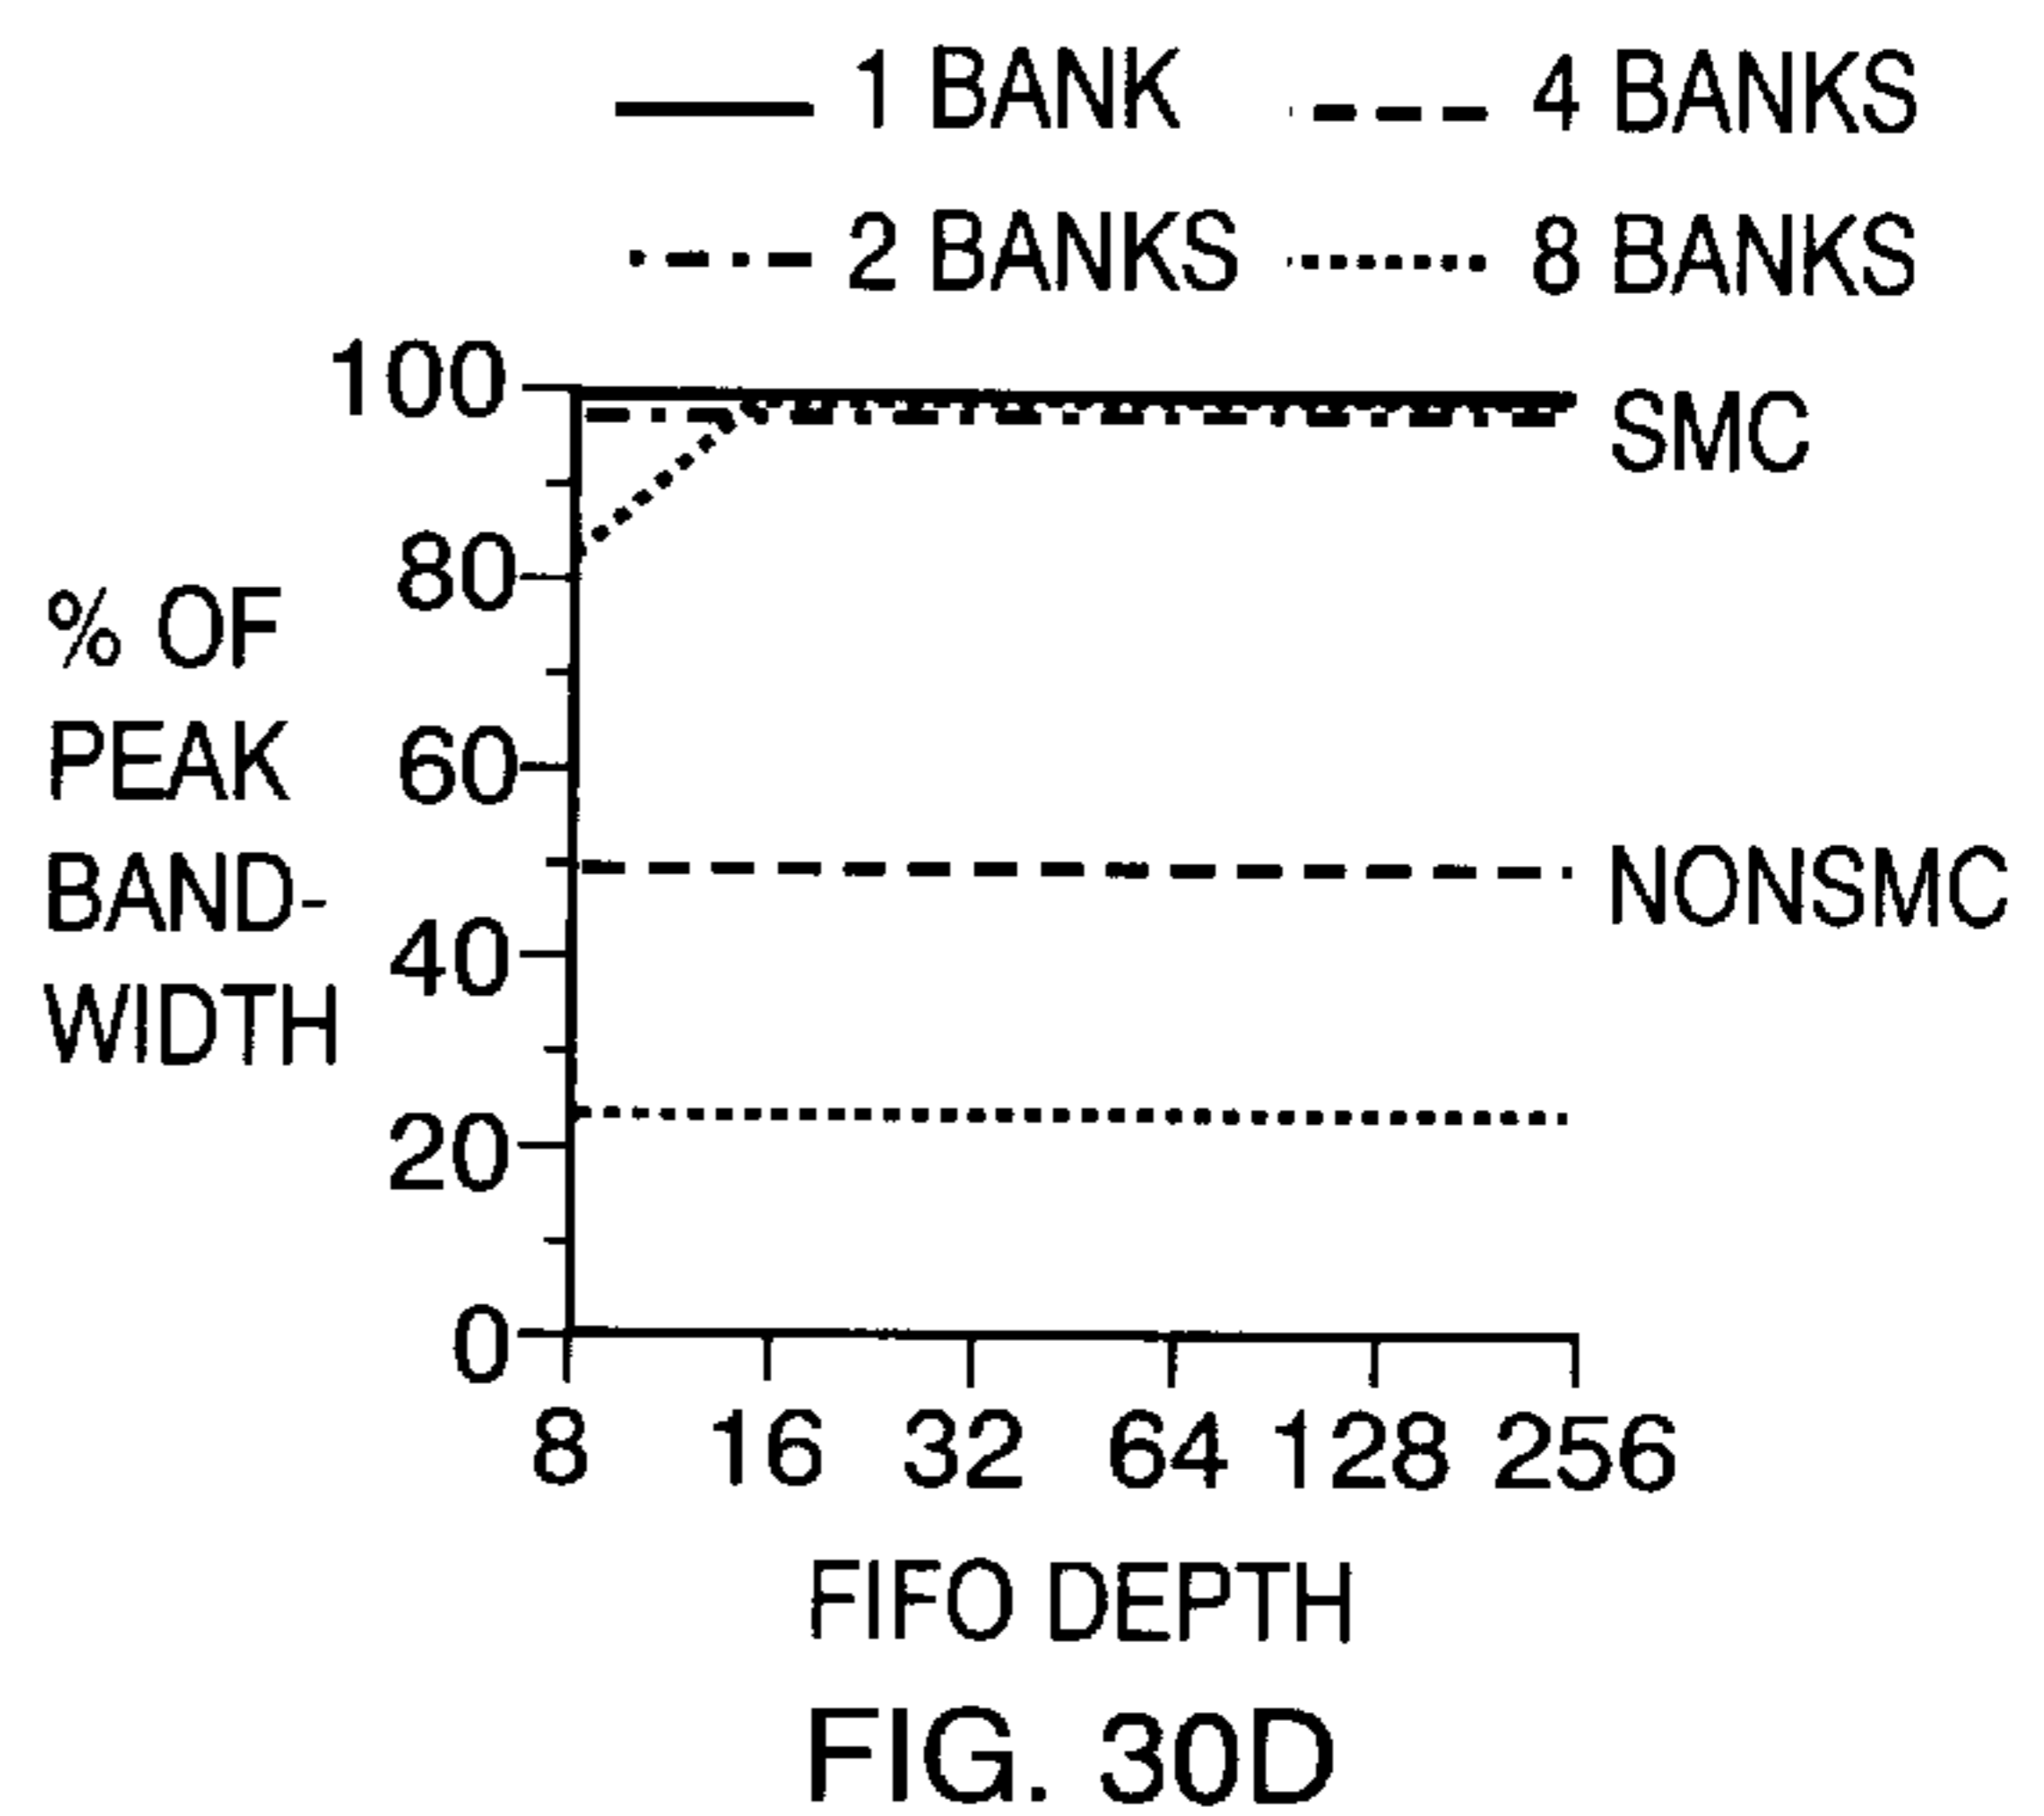 1 BANK 4 BANKS
2 BANKS 8 BANKS
100
SMC
80
% OF
PEAK
BAND-
WIDTH
60
NONSMC
40
20
0
8 16 32 64 128 256
FIFO DEPTH
FIG. 30D